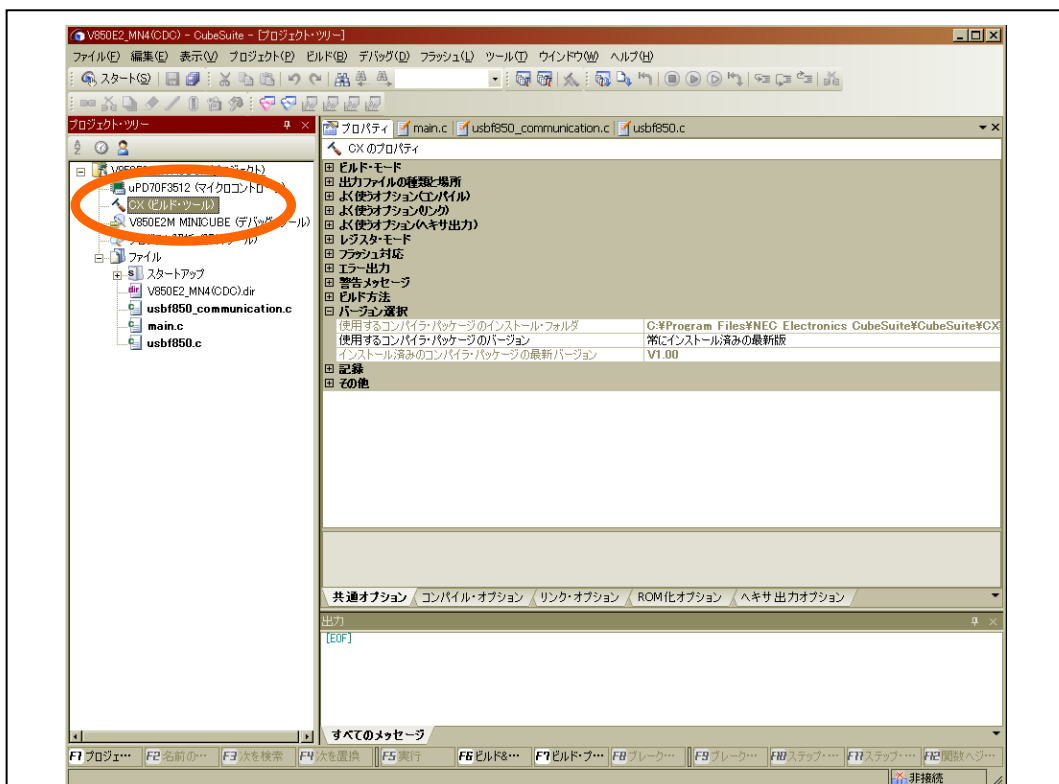 V850E2_MN4(CDC) - CubeSuite - [プロジェクト・ツリー]
ファイル(F) 編集(E) 表示(V) プロジェクト(P) ビルド(B) デバッグ(D) フラッシュ(L) ツール(T) ウインドウ(W) ヘルプ(H)
スタート(S)
プロジェクト・ツリー
プロパティ main.c usbf850_communication.c usbf850.c
CX のプロパティ
uPD70F3512 (マイクロコントローラ)
CX (ビルド・ツール)
V850E2M MINICUBE (デバッグ・ツール)
ファイル
スタートアップ
V850E2_MN4(CDC).dir
usbf850_communication.c
main.c
usbf850.c
ビルド・モード
出力ファイルの種類と場所
よく使うオプション(コンパイル)
よく使うオプション(リンク)
よく使うオプション(ヘキサ出力)
レジスタ・モード
フラッシュ対応
エラー出力
警告メッセージ
ビルド方法
バージョン選択
使用するコンパイラ・パッケージのインストール・フォルダ C:¥Program Files¥NEC Electronics CubeSuite¥CubeSuite¥CX
使用するコンパイラ・パッケージのバージョン 常にインストール済みの最新版
インストール済みのコンパイラ・パッケージの最新バージョン V1.00
記録
その他
共通オプション コンパイル・オプション リンク・オプション ROM化オプション ヘキサ出力オプション
出力
[EOF]
すべてのメッセージ
F1 プロジェ… F2 名前の… F3 次を検索 F4 次を置換 F5 実行 F6 ビルド&… F7 ビルド・プ… F8 ブレーク… F9 ブレーク… F10 ステップ・… F11 ステップ・… F12 関数へジ…
非接続